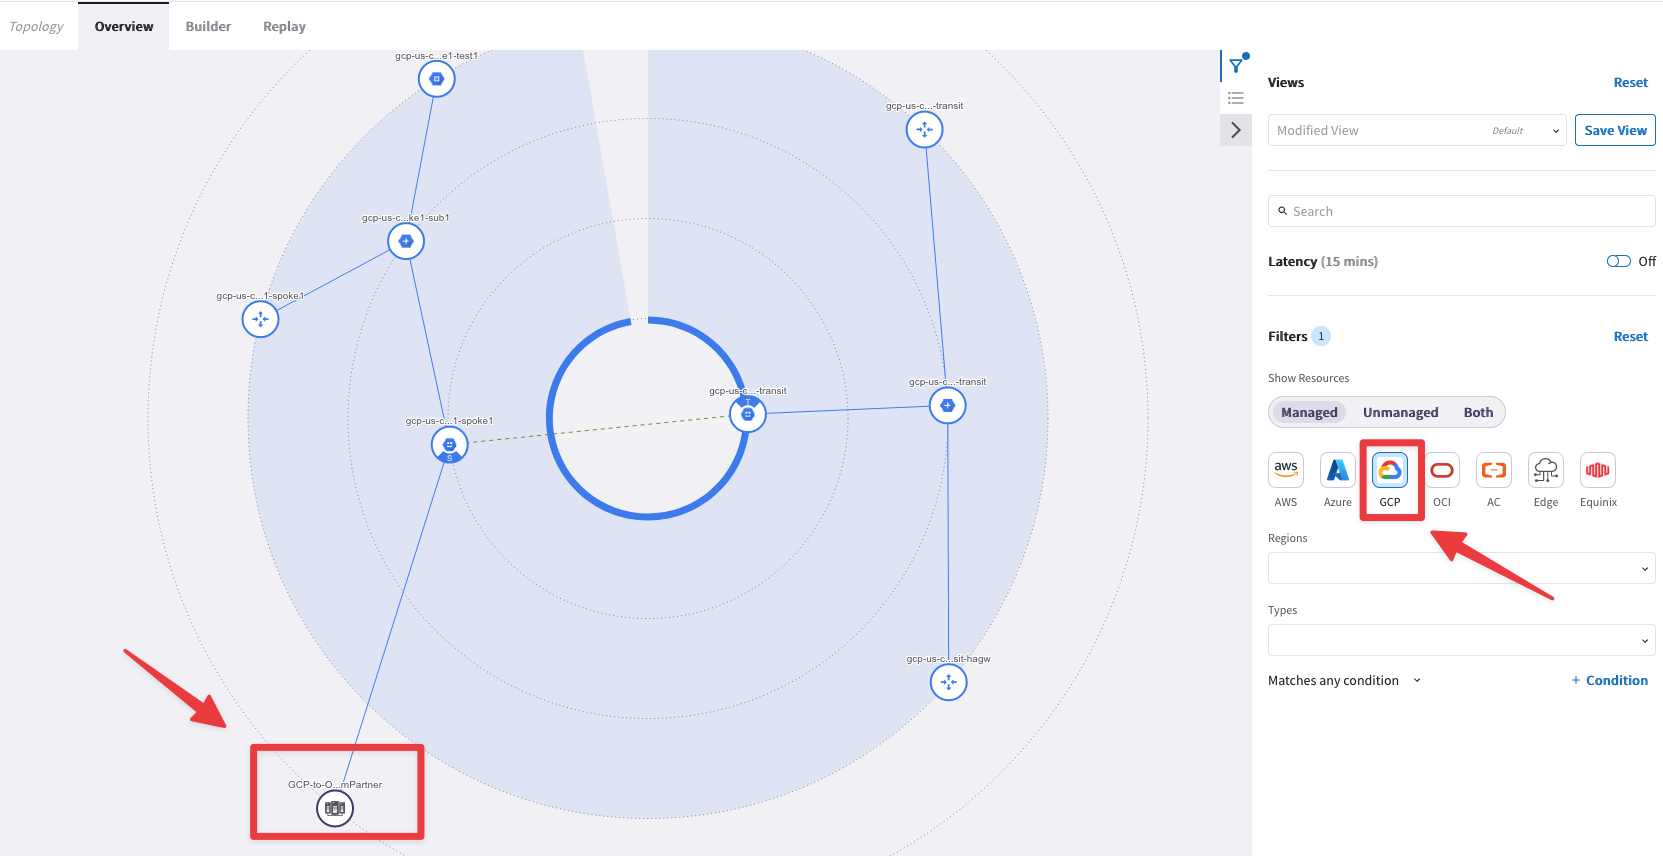 Topology
Overview
Builder
Replay
gcp-us-c...e1-test1
gcp-us-c...-transit
gcp-us-c...ke1-sub1
gcp-us-c...1-spoke1
gcp-us-c...-transit
gcp-us-c...-transit
T
gcp-us-c...1-spoke1
S
gcp-us-c...sit-hagw
GCP-to-O...mPartner
Views
Reset
Modified View
Default
Save View
Search
Latency (15 mins)
Off
Filters 1
Reset
Show Resources
Managed
Unmanaged
Both
aws
AWS
Azure
GCP
OCI
AC
Edge
Equinix
Regions
Types
Matches any condition
+ Condition